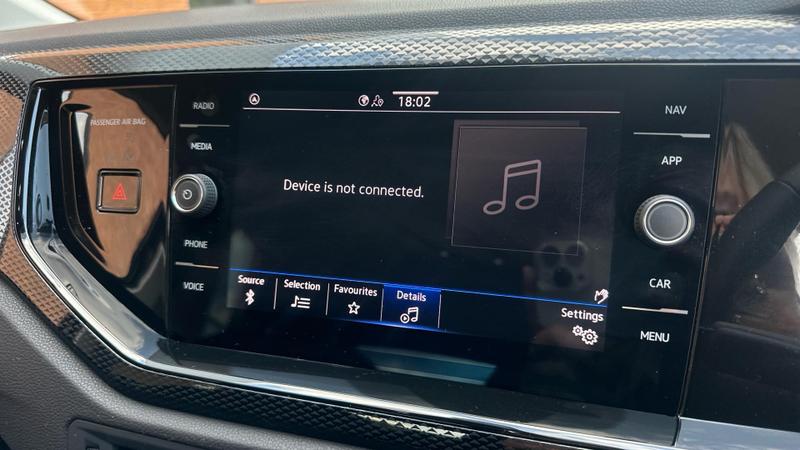 PASSENGER AIR BAG
RADIO
MEDIA
PHONE
VOICE
18:02
Device is not connected.
Source
Selection
Favourites
Details
Settings
NAV
APP
CAR
MENU